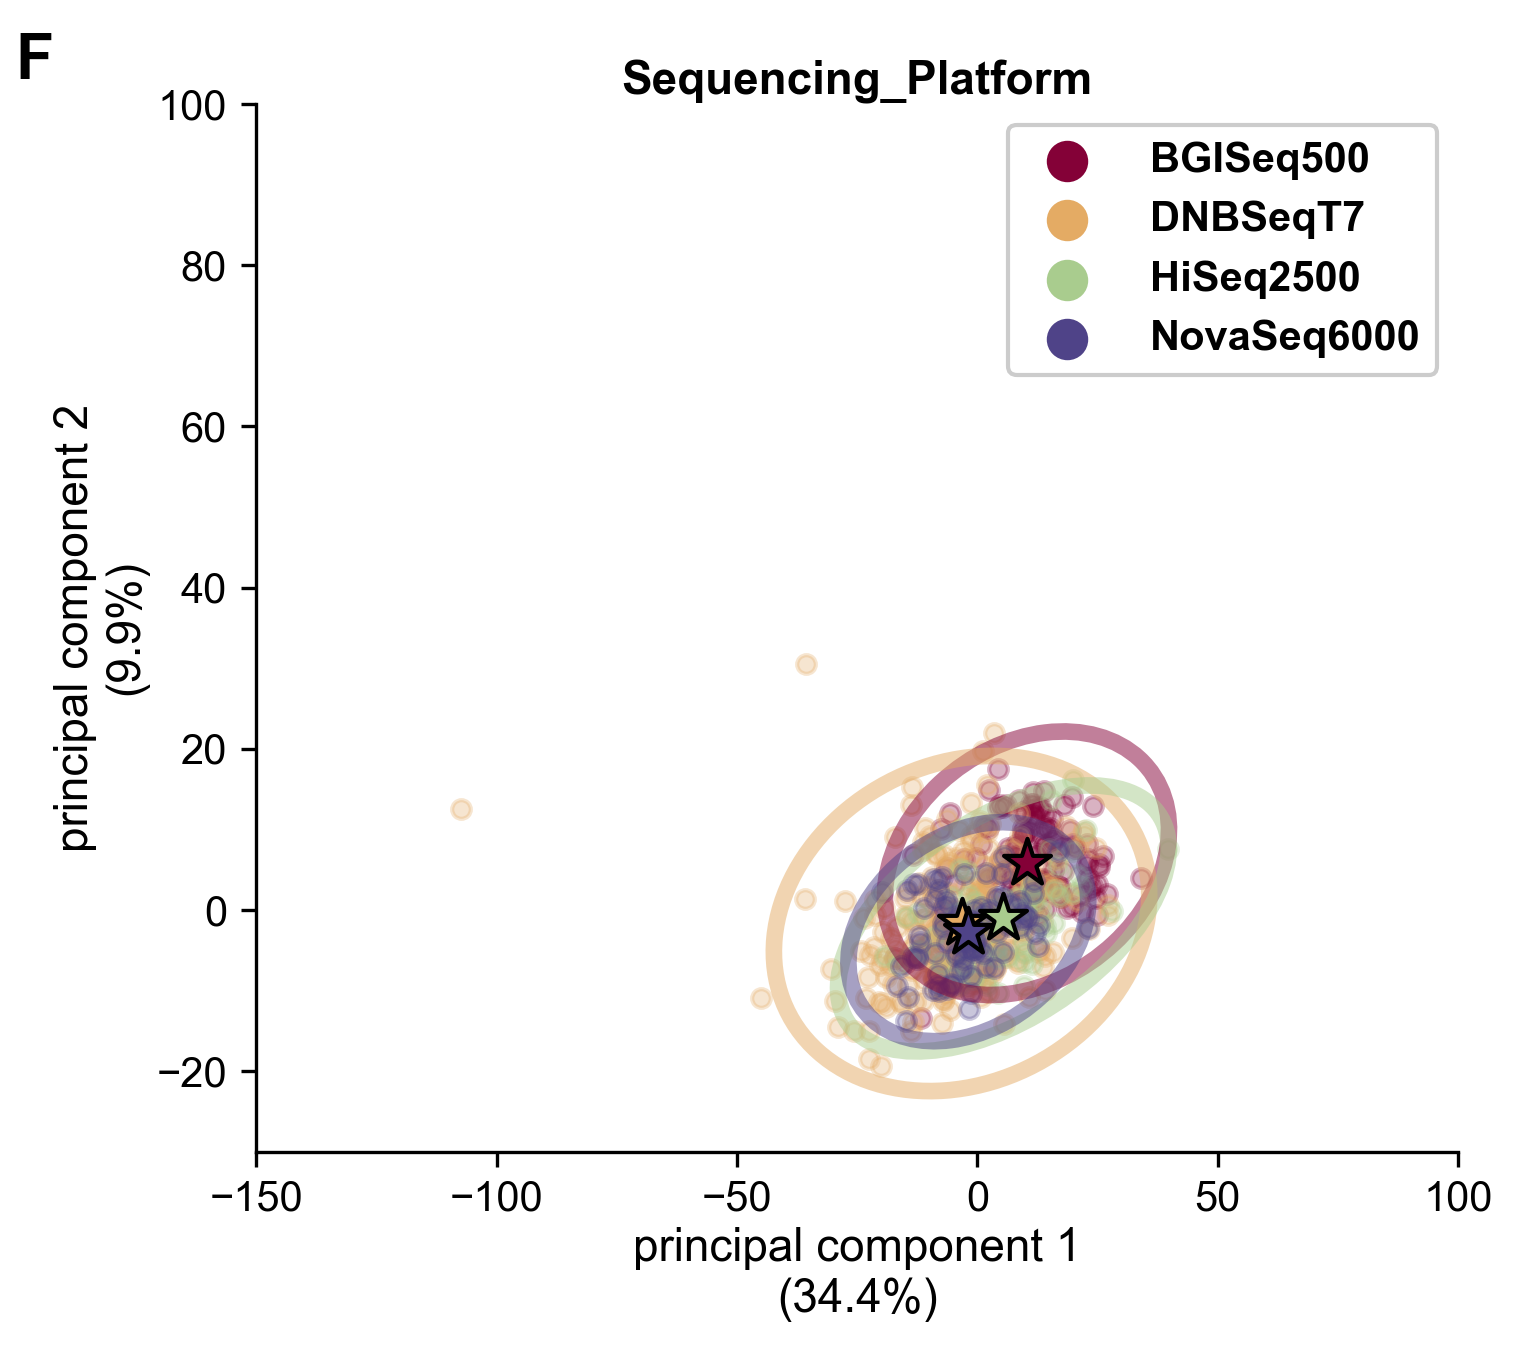 F
Sequencing_Platform
100
80
60
40
20
0
−20
principal component 2
(9.9%)
BGISeq500
DNBSeqT7
HiSeq2500
NovaSeq6000
−150
−100
−50
0
50
100
principal component 1
(34.4%)